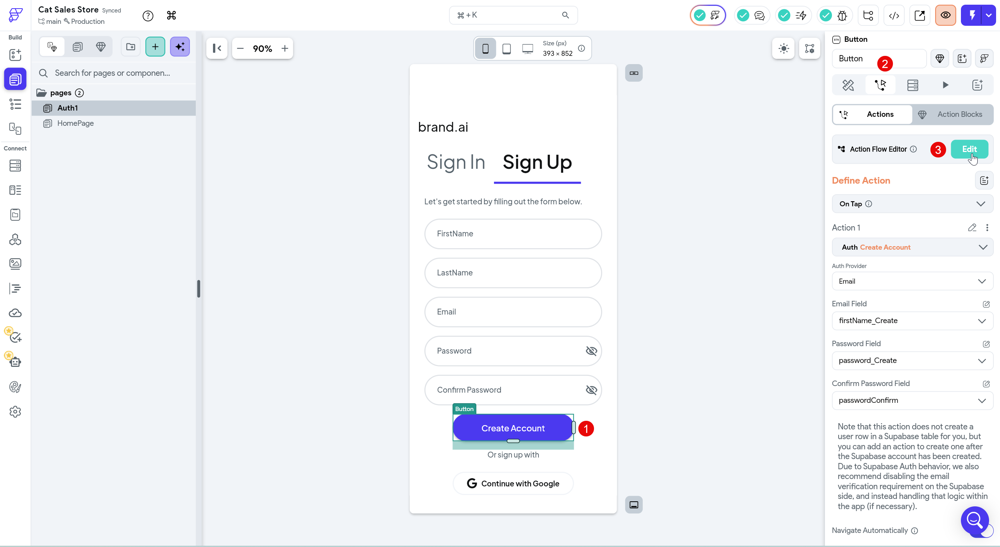 Cat Sales Store Synced
main Production
?
⌘ + K
Build
Connect
Search for pages or componen...
pages 2
Auth1
HomePage
90%
Size (px)
393 × 852
brand.ai
Sign In Sign Up
Let's get started by filling out the form below.
FirstName
LastName
Email
Password
Confirm Password
Button
Create Account
1
Or sign up with
G Continue with Google
BTN Button
Button
2
Actions
Action Blocks
Action Flow Editor
3
Edit
Define Action
On Tap
Action 1
Auth Create Account
Auth Provider
Email
Email Field
firstName_Create
Password Field
password_Create
Confirm Password Field
passwordConfirm
Note that this action does not create a
user row in a Supabase table for you, but
you can add an action to create one after
the Supabase account has been created.
Due to Supabase Auth behavior, we also
recommend disabling the email
verification requirement on the Supabase
side, and instead handling that logic within
the app (if necessary).
Navigate Automatically